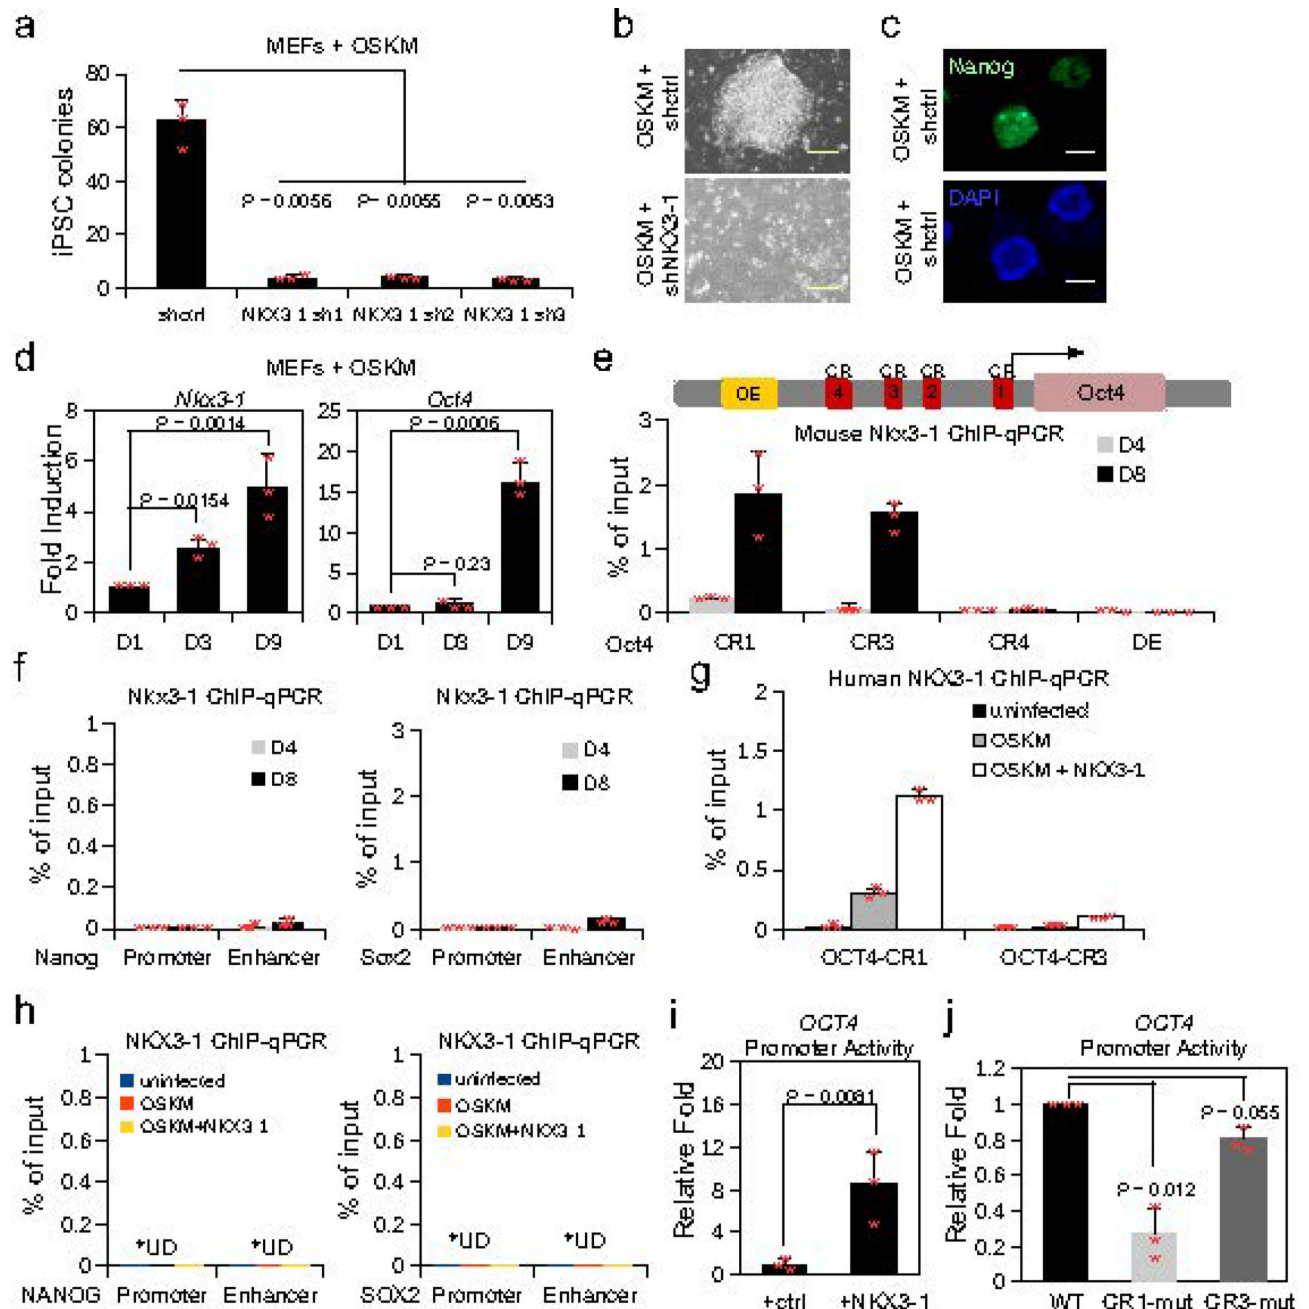 a
MEFs + OSKM
iPSC colonies
80
60
40
20
0
P = 0.0056
P = 0.0055
P = 0.0053
shctrl
NKX3-1 sh1
NKX3-1 sh2
NKX3-1 sh3
b
OSKM +
shctrl
OSKM +
shNKX3-1
c
OSKM +
shctrl
Nanog
OSKM +
shctrl
DAPI
d
MEFs + OSKM
Fold Induction
Nkx3-1
8
6
4
2
0
P = 0.0014
P = 0.0154
D1
D3
D9
Oct4
25
20
15
10
5
0
P = 0.0006
P = 0.23
D1
D3
D9
e
DE
CR
4
CR
3
CR
2
CR
1
Oct4
Mouse Nkx3-1 ChIP-qPCR
D4
D8
% of input
3
2
1
0
Oct4
CR1
CR3
CR4
DE
f
Nkx3-1 ChIP-qPCR
D4
D8
% of input
1
0.8
0.6
0.4
0.2
0
Nanog
Promoter
Enhancer
Nkx3-1 ChIP-qPCR
D4
D8
% of input
3
2
1
0
Sox2
Promoter
Enhancer
g
Human NKX3-1 ChIP-qPCR
uninfected
OSKM
OSKM + NKX3-1
% of input
2
1.5
1
0.5
0
OCT4-CR1
OCT4-CR3
h
NKX3-1 ChIP-qPCR
uninfected
OSKM
OSKM+NKX3-1
% of input
1
0.8
0.6
0.4
0.2
0
*UD
*UD
NANOG
Promoter
Enhancer
NKX3-1 ChIP-qPCR
uninfected
OSKM
OSKM+NKX3-1
% of input
1
0.8
0.6
0.4
0.2
0
*UD
*UD
SOX2
Promoter
Enhancer
i
OCT4
Promoter Activity
Relative Fold
20
16
12
8
4
0
P = 0.0081
+ctrl
+NKX3-1
j
OCT4
Promoter Activity
Relative Fold
1.2
1
0.8
0.6
0.4
0.2
0
P = 0.012
P = 0.055
WT
CR1-mut
CR3-mut